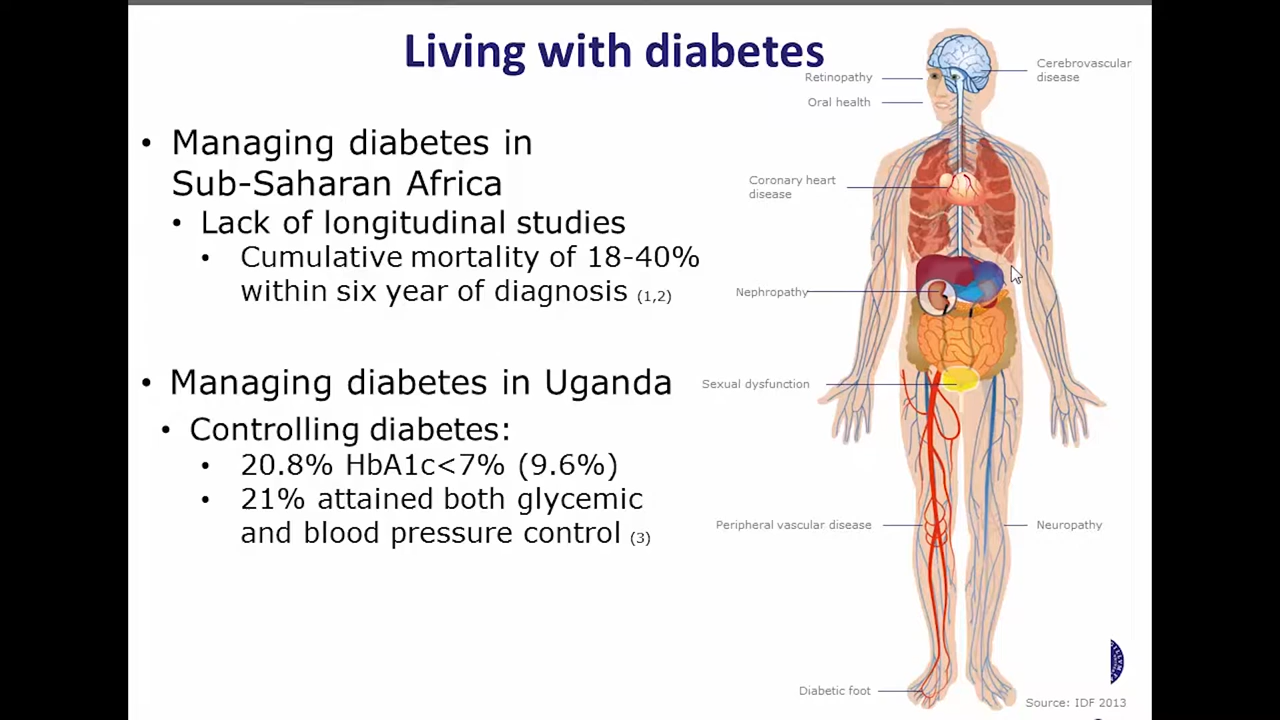 Living with diabetes
• Managing diabetes in
Sub-Saharan Africa
• Lack of longitudinal studies
• Cumulative mortality of 18-40%
within six year of diagnosis (1,2)
• Managing diabetes in Uganda
• Controlling diabetes:
• 20.8% HbA1c<7% (9.6%)
• 21% attained both glycemic
and blood pressure control (3)
Retinopathy
Oral health
Cerebrovascular
disease
Coronary heart
disease
Nephropathy
Sexual dysfunction
Peripheral vascular disease
Neuropathy
Diabetic foot
Source: IDF 2013